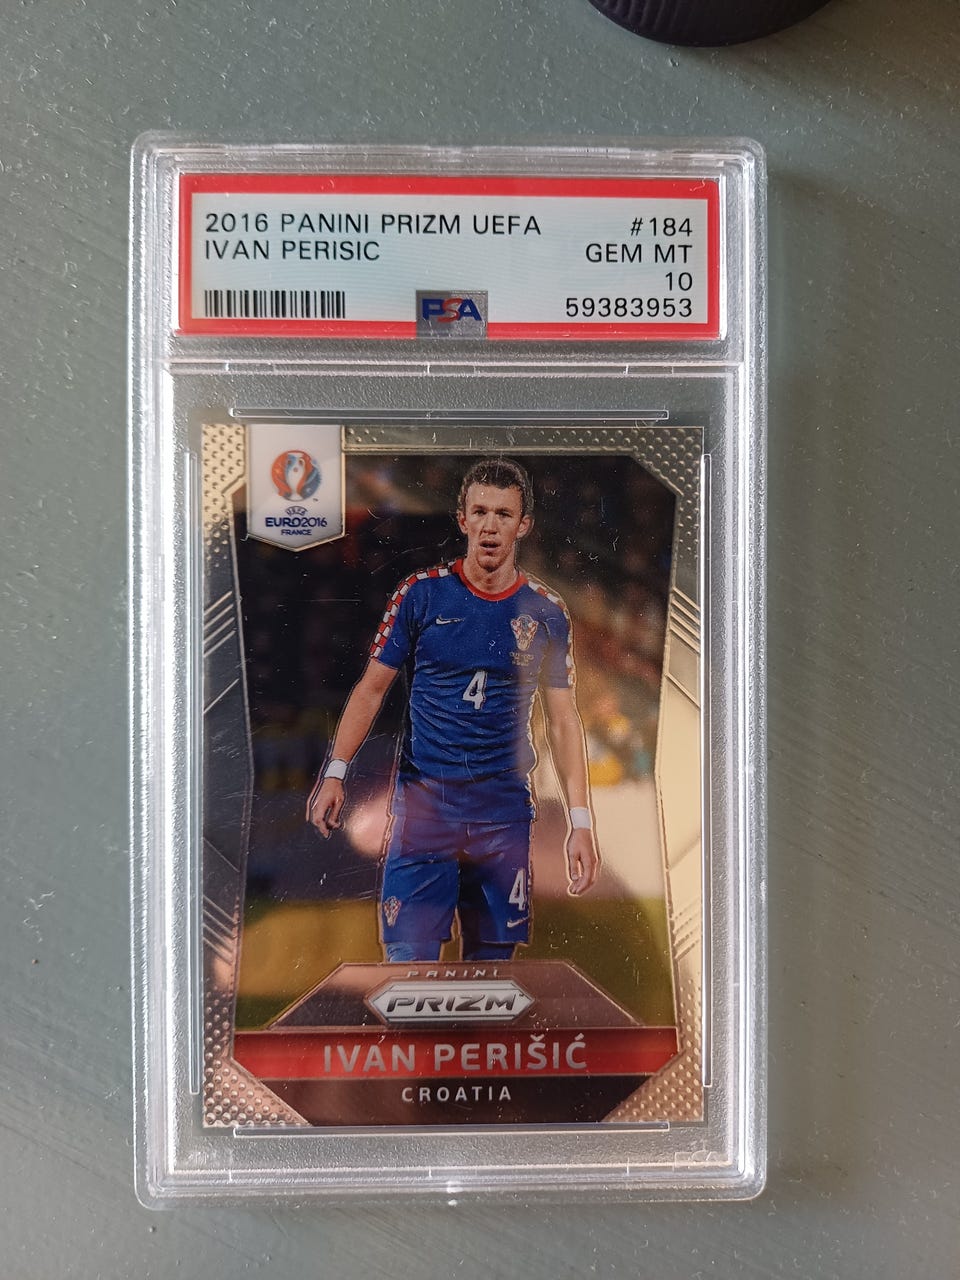 2016 PANINI PRIZM UEFA #184
IVAN PERISIC GEM MT
10
PSA 59383953
UEFA
EURO2016
FRANCE
4
4
PANINI
PRIZM
IVAN PERIŠIĆ
CROATIA
PSA